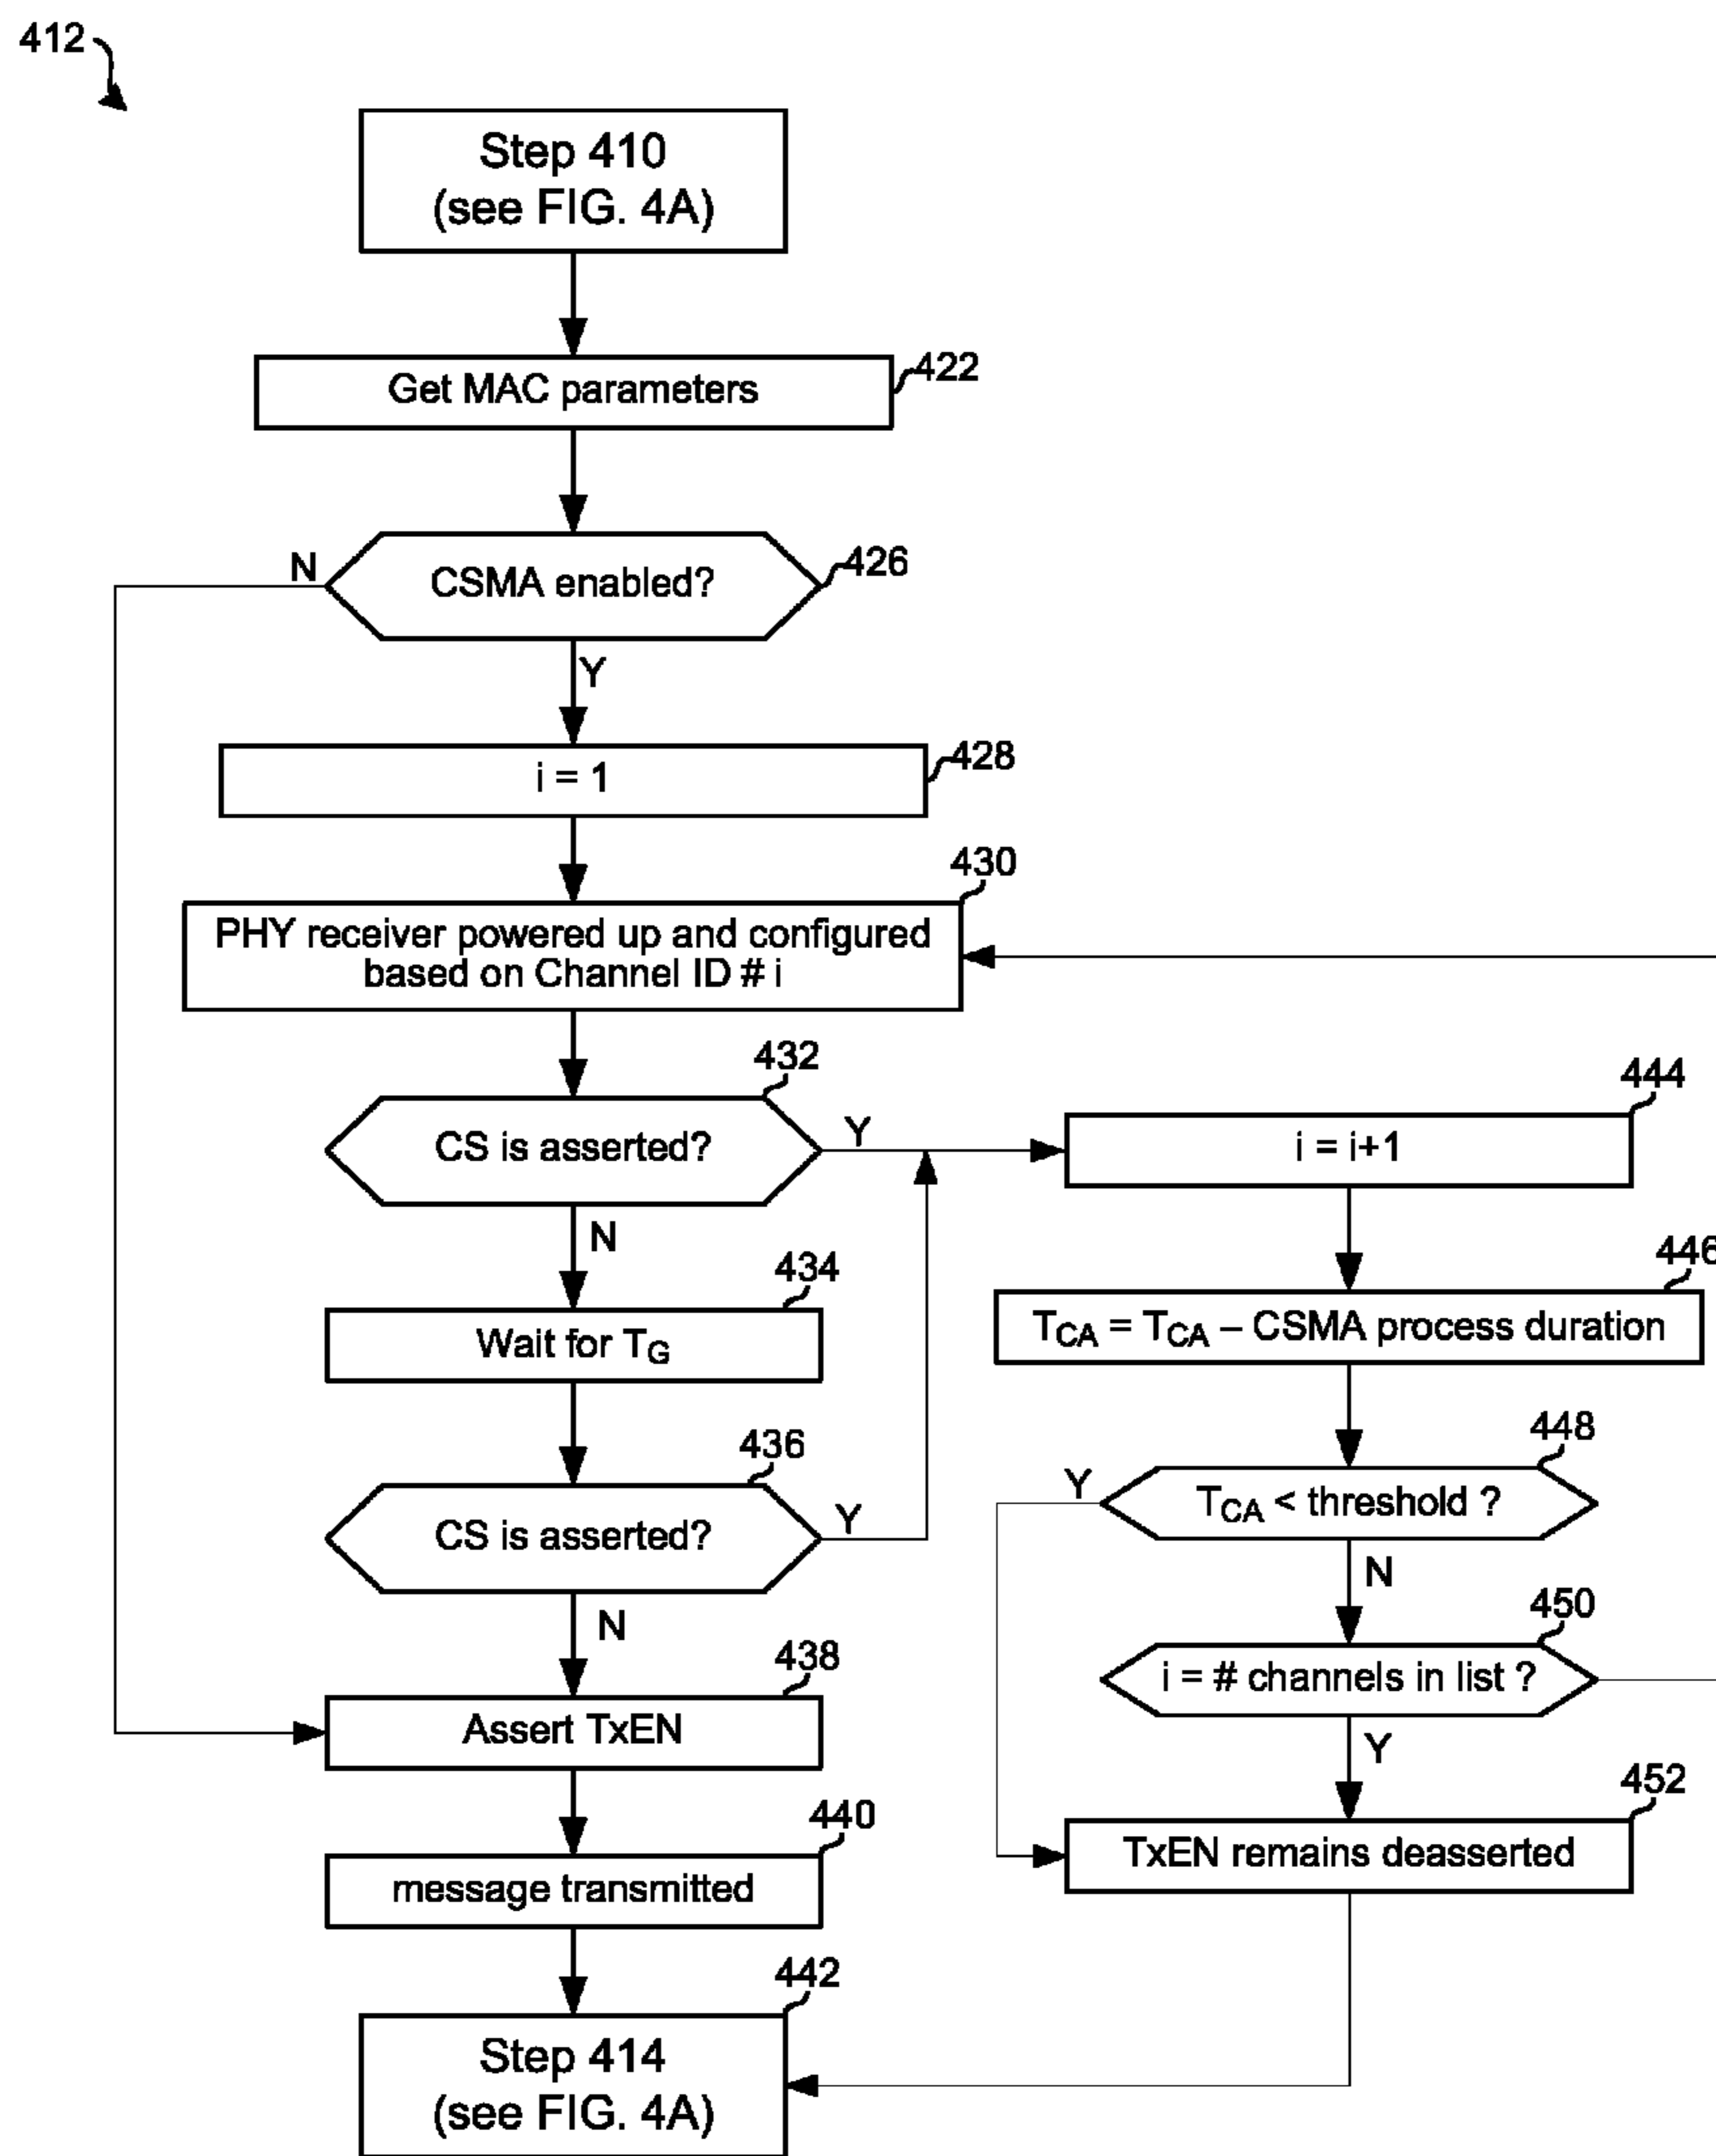 412
Step 410
(see FIG. 4A)
Get MAC parameters
422
N
CSMA enabled?
426
Y
i = 1
428
430
PHY receiver powered up and configured
based on Channel ID # i
432
CS is asserted?
Y
N
434
Wait for TG
436
CS is asserted?
Y
N
438
Assert TxEN
440
message transmitted
442
Step 414
(see FIG. 4A)
444
i = i+1
446
TCA = TCA – CSMA process duration
448
Y
TCA < threshold ?
N
450
i = # channels in list ?
Y
452
TxEN remains deasserted